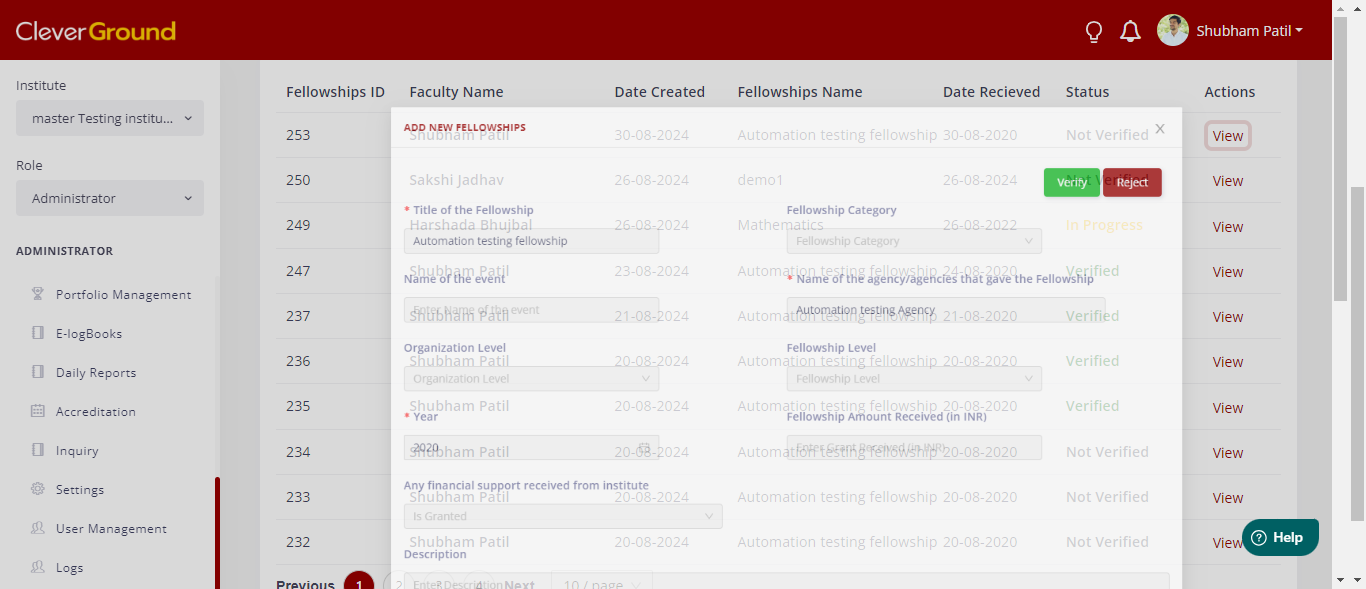 CleverGround
Shubham Patil
Institute
master Testing institu...
Role
Administrator
ADMINISTRATOR
Portfolio Management
E-logBooks
Daily Reports
Accreditation
Inquiry
Settings
User Management
Logs
Fellowships ID Faculty Name Date Created Fellowships Name Date Recieved Status Actions
253 Shubham Patil 30-08-2024 Automation testing fellowship 30-08-2020 Not Verified View
250 Sakshi Jadhav 26-08-2024 demo1 26-08-2024 Not Verified View
249 Harshada Bhujbal 26-08-2024 Mathematics 26-08-2022 In Progress View
247 Shubham Patil 23-08-2024 Automation testing fellowship 24-08-2020 Verified View
237 Shubham Patil 21-08-2024 Automation testing fellowship 21-08-2020 Verified View
236 Shubham Patil 20-08-2024 Automation testing fellowship 20-08-2020 Verified View
235 Shubham Patil 20-08-2024 Automation testing fellowship 20-08-2020 Verified View
234 Shubham Patil 20-08-2024 Automation testing fellowship 20-08-2020 Not Verified View
233 Shubham Patil 20-08-2024 Automation testing fellowship 20-08-2020 Not Verified View
232 Shubham Patil 20-08-2024 Automation testing fellowship 20-08-2020 Not Verified View
Previous 1 2 3 4 Next 10 / page
ADD NEW FELLOWSHIPS
Verify Reject
* Title of the Fellowship
Automation testing fellowship
Fellowship Category
Fellowship Category
Name of the event
Enter Name of the event
* Name of the agency/agencies that gave the Fellowship
Automation testing Agency
Organization Level
Organization Level
Fellowship Level
Fellowship Level
* Year
2020
Fellowship Amount Received (in INR)
Enter Grant Received (in INR)
Any financial support received from institute
Is Granted
Description
Enter Description
Help